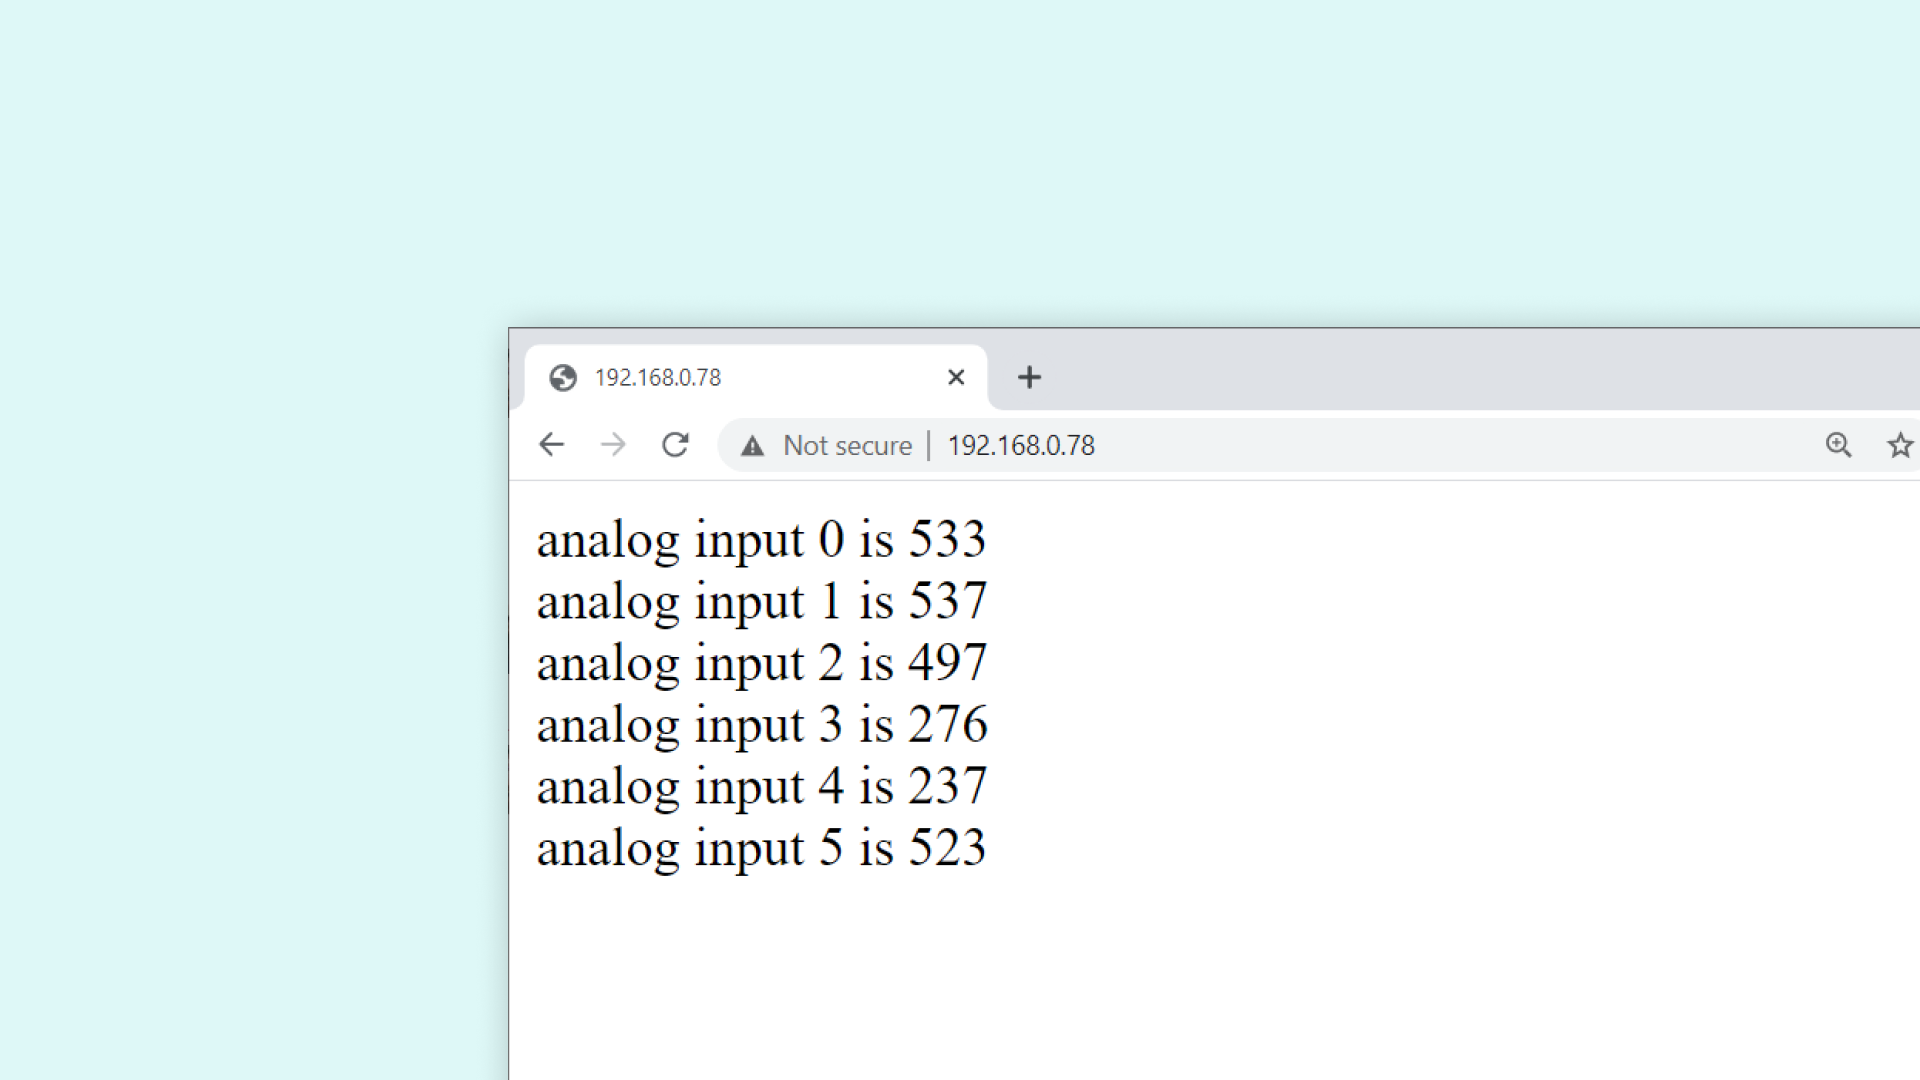 192.168.0.78
Not secure | 192.168.0.78
analog input 0 is 533
analog input 1 is 537
analog input 2 is 497
analog input 3 is 276
analog input 4 is 237
analog input 5 is 523